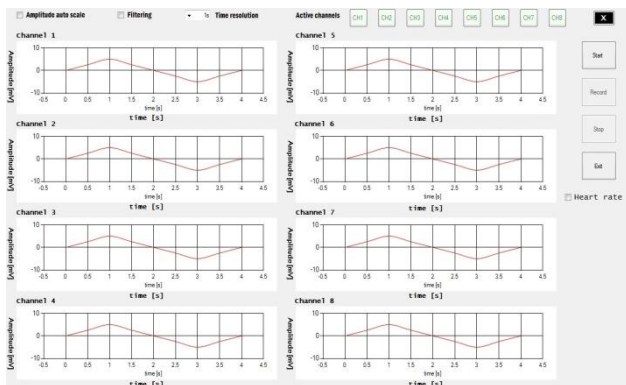 Amplitude auto scale Filtering 1s Time resolution Active channels CH1 CH2 CH3 CH4 CH5 CH6 CH7 CH8 X
Channel 1 Channel 5
Amplitude [mV] 10 0 -10 Amplitude [mV] 10 0 -10 Start
-0.5 0 0.5 1 1.5 2 2.5 3 3.5 4 4.5 -0.5 0 0.5 1 1.5 2 2.5 3 3.5 4 4.5
time [s] time [s] Record
time [s] time [s]
Channel 2 Channel 6
Amplitude [mV] 10 0 -10 Amplitude [mV] 10 0 -10 Stop
-0.5 0 0.5 1 1.5 2 2.5 3 3.5 4 4.5 -0.5 0 0.5 1 1.5 2 2.5 3 3.5 4 4.5 Exit
time [s] time [s]
time [s] time [s] Heart rate
Channel 3 Channel 7
Amplitude [mV] 10 0 -10 Amplitude [mV] 10 0 -10
-0.5 0 0.5 1 1.5 2 2.5 3 3.5 4 4.5 -0.5 0 0.5 1 1.5 2 2.5 3 3.5 4 4.5
time [s] time [s]
time [s] time [s]
Channel 4 Channel 8
Amplitude [mV] 10 0 -10 Amplitude [mV] 10 0 -10
-0.5 0 0.5 1 1.5 2 2.5 3 3.5 4 4.5 -0.5 0 0.5 1 1.5 2 2.5 3 3.5 4 4.5
time [s] time [s]
time [s] time [s]